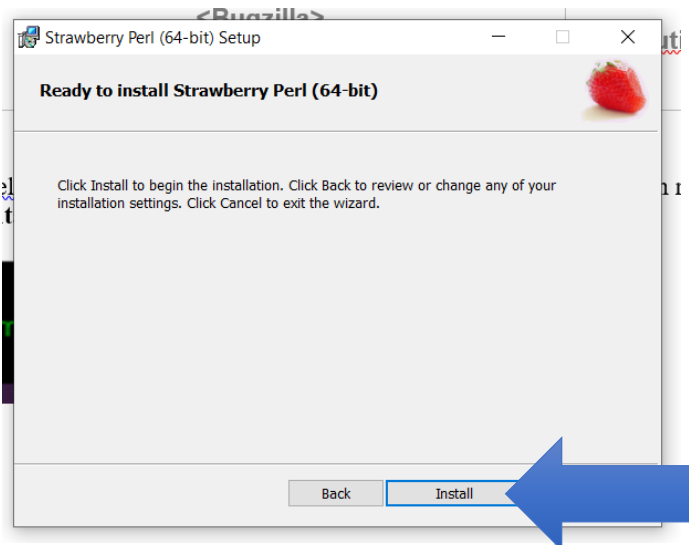 <Bugzilla>
Strawberry Perl (64-bit) Setup
Ready to install Strawberry Perl (64-bit)
Click Install to begin the installation. Click Back to review or change any of your
installation settings. Click Cancel to exit the wizard.
Back
Install